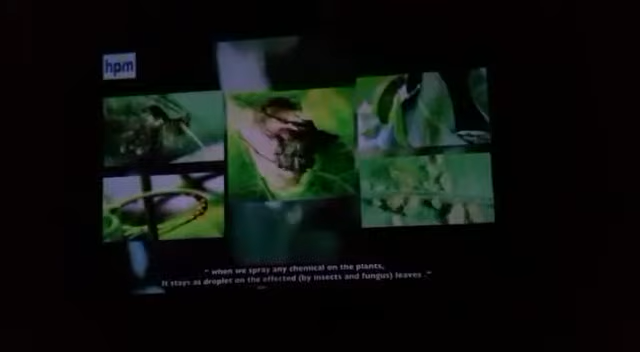 hpm
" when we spray any chemical on the plants,
it stays as droplet on the affected (by insects and fungus) leaves ."